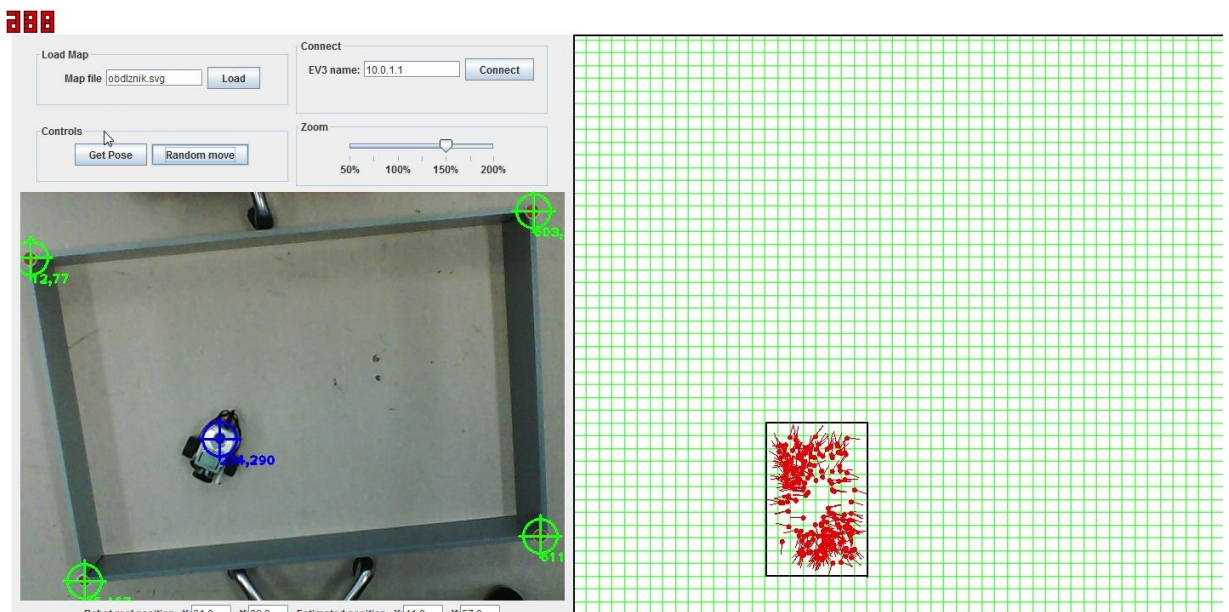 Load Map
Map file obdlznik.svg Load
Connect
EV3 name: 10.0.1.1 Connect
Controls
Get Pose Random move
Zoom
50% 100% 150% 200%
12,77
290
611